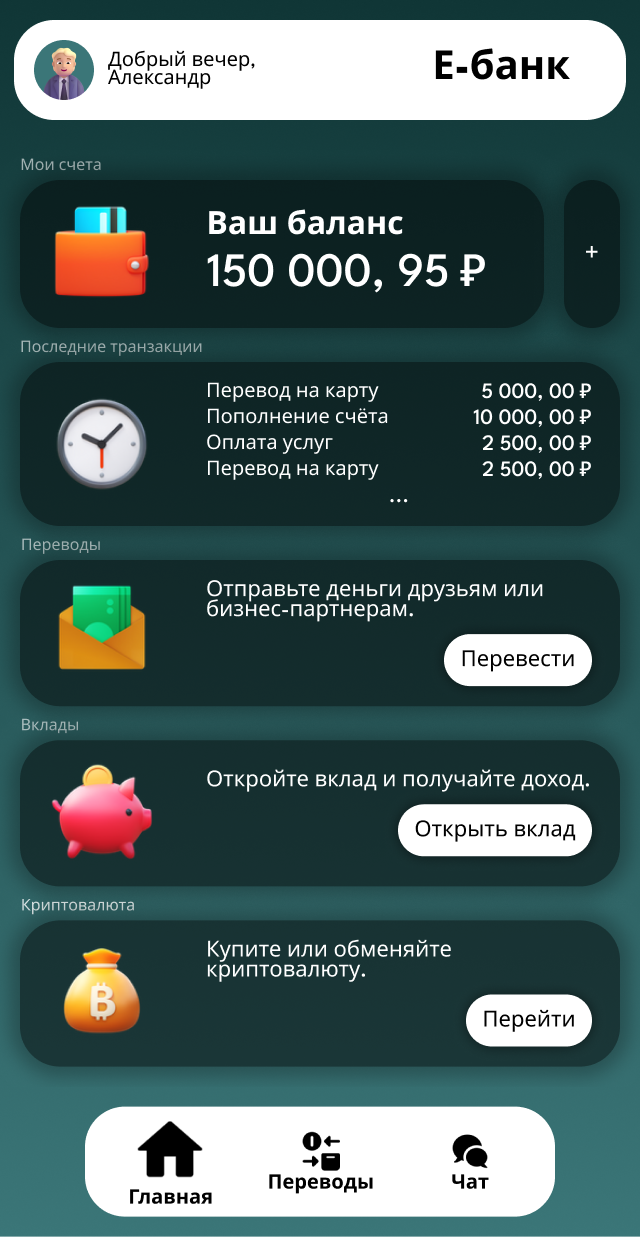 Добрый вечер,
Александр
Е-банк
Мои счета
Ваш баланс
150 000, 95 ₽
+
Последние транзакции
Перевод на карту 5 000, 00 ₽
Пополнение счёта 10 000, 00 ₽
Оплата услуг 2 500, 00 ₽
Перевод на карту 2 500, 00 ₽
...
Переводы
Отправьте деньги друзьям или
бизнес-партнерам.
Перевести
Вклады
Откройте вклад и получайте доход.
Открыть вклад
Криптовалюта
Купите или обменяйте
криптовалюту.
B
Перейти
Главная
Переводы
Чат